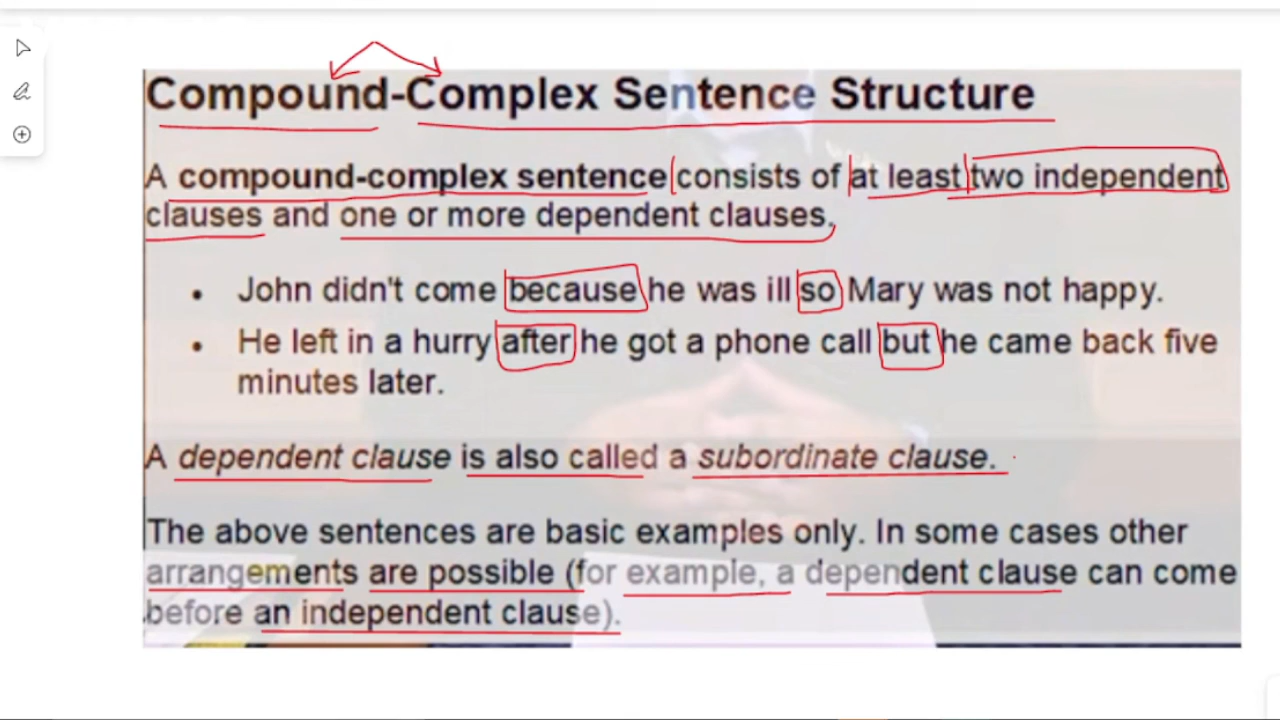 Compound-Complex Sentence Structure
A compound-complex sentence consists of at least two independent
clauses and one or more dependent clauses.
• John didn't come because he was ill so Mary was not happy.
• He left in a hurry after he got a phone call but he came back five
minutes later.
A dependent clause is also called a subordinate clause.
The above sentences are basic examples only. In some cases other
arrangements are possible (for example, a dependent clause can come
before an independent clause).